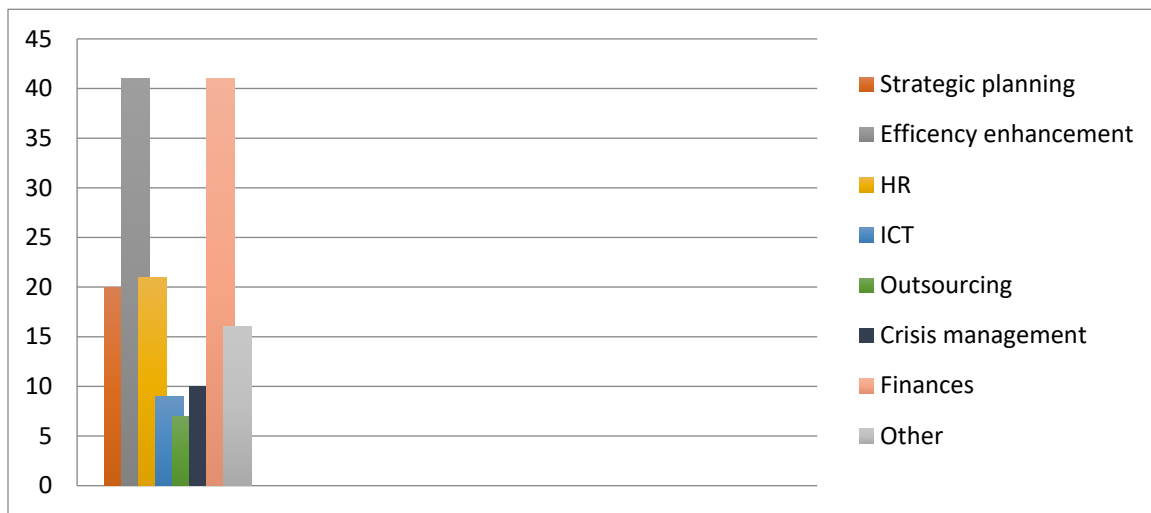 45
40
35
30
25
20
15
10
5
0
Strategic planning
Efficency enhancement
HR
ICT
Outsourcing
Crisis management
Finances
Other